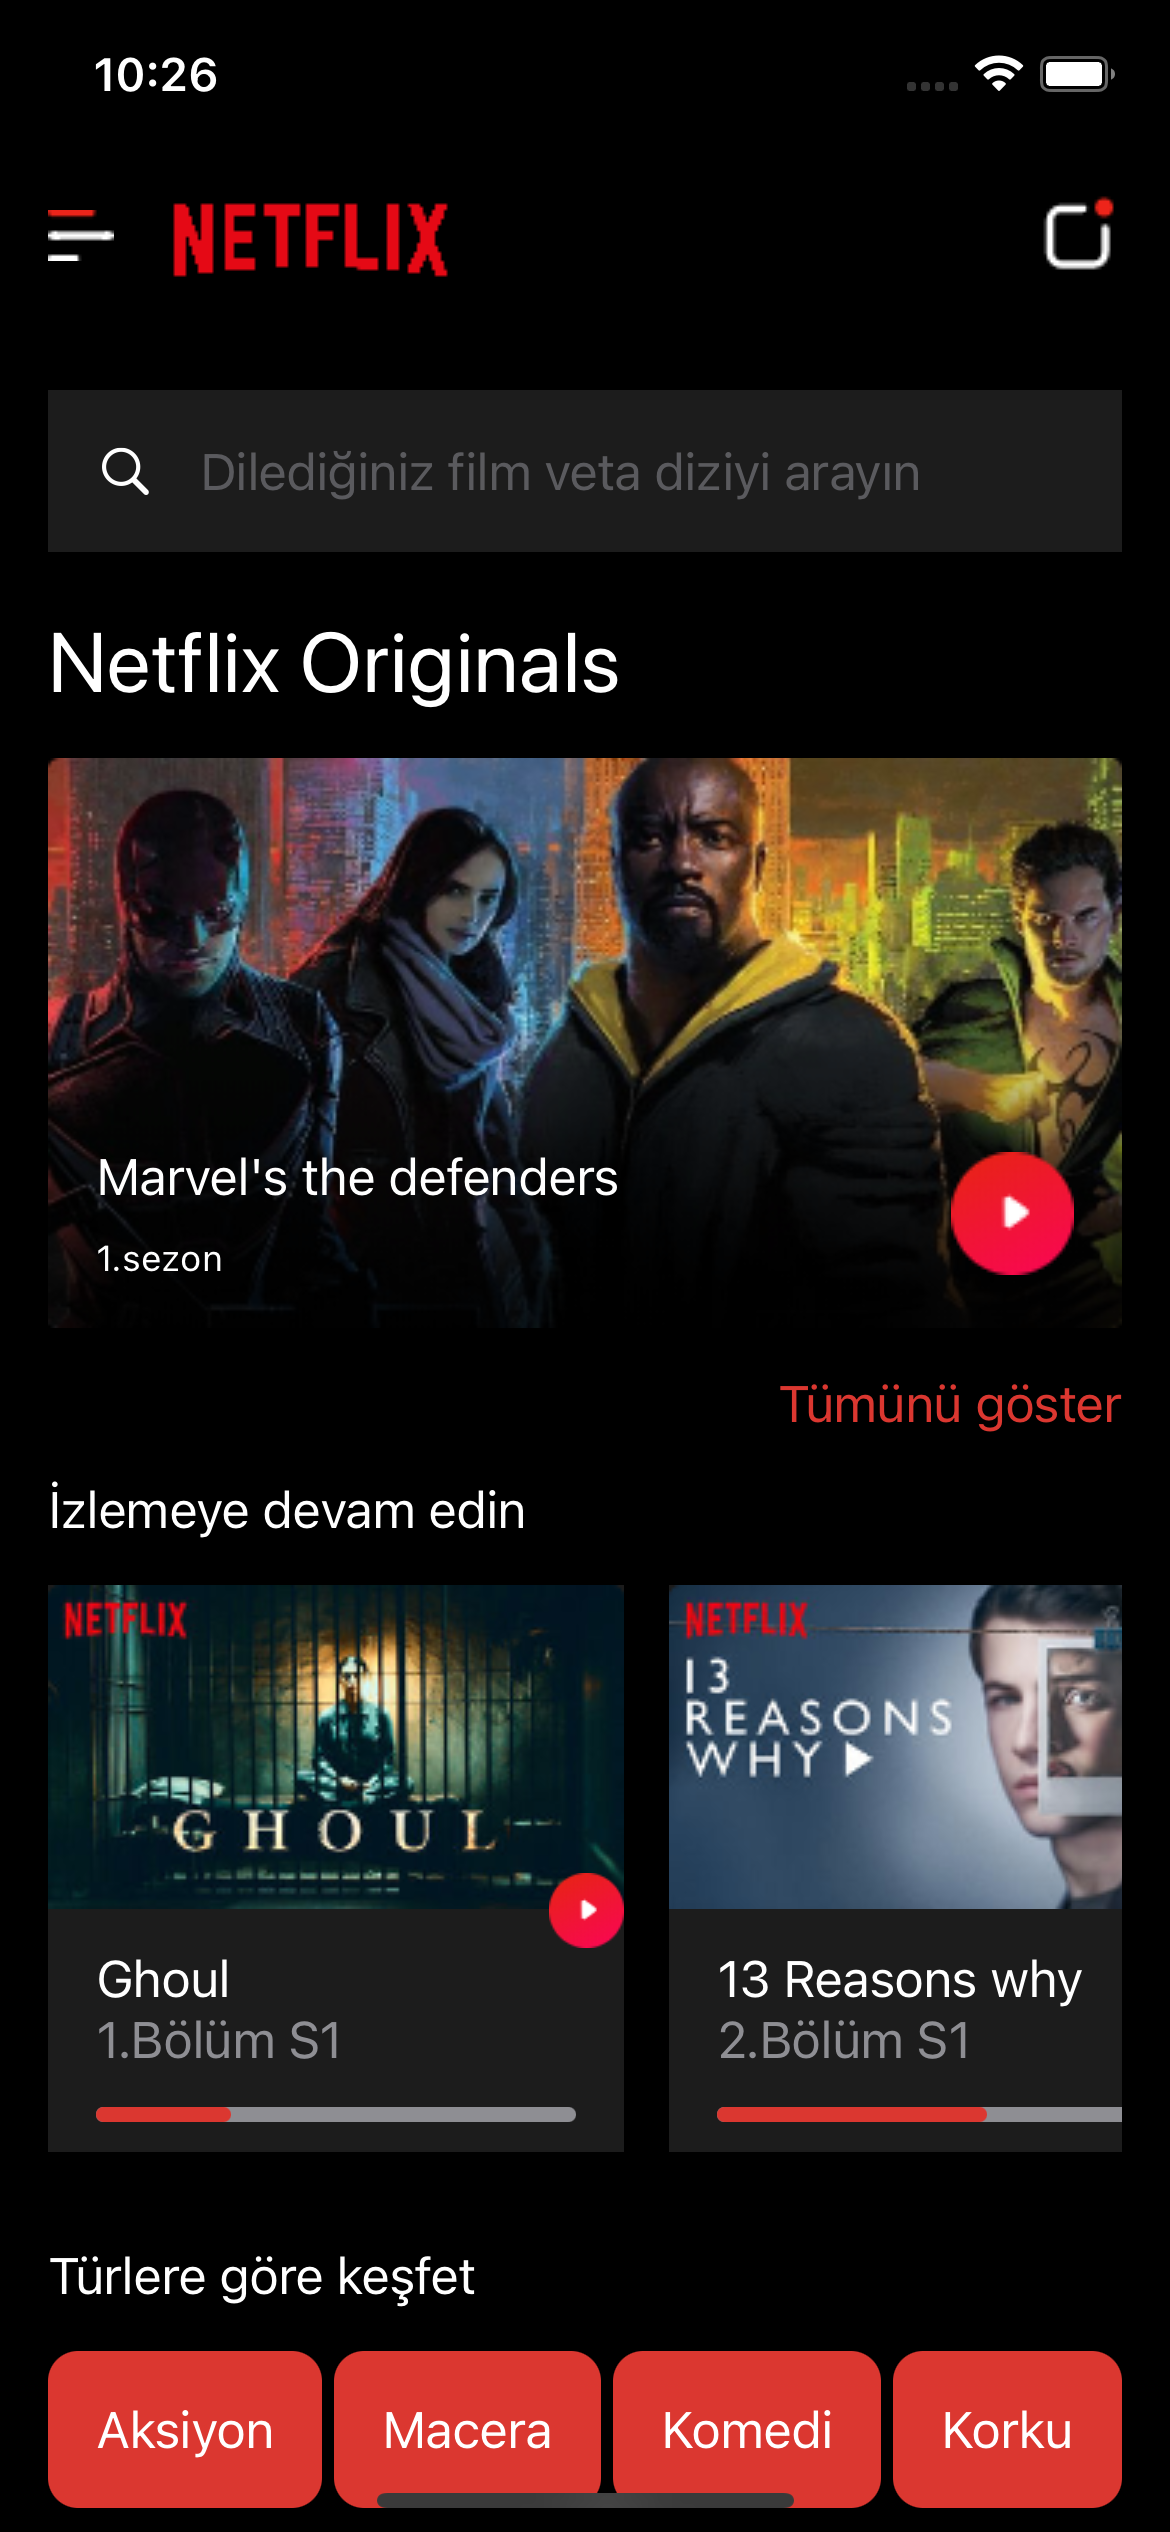 10:26
NETFLIX
Dilediğiniz film veta diziyi arayın
Netflix Originals
Marvel's the defenders
1.sezon
Tümünü göster
İzlemeye devam edin
NETFLIX
GHOUL
Ghoul
1.Bölüm S1
NETFLIX
13
REASONS
WHY
13 Reasons why
2.Bölüm S1
Türlere göre keşfet
Aksiyon
Macera
Komedi
Korku